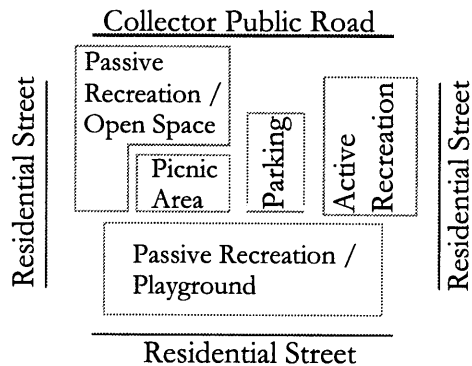 Collector Public Road
Residential Street
Passive
Recreation /
Open Space
Picnic
Area
Parking
Active
Recreation
Residential Street
Passive Recreation /
Playground
Residential Street